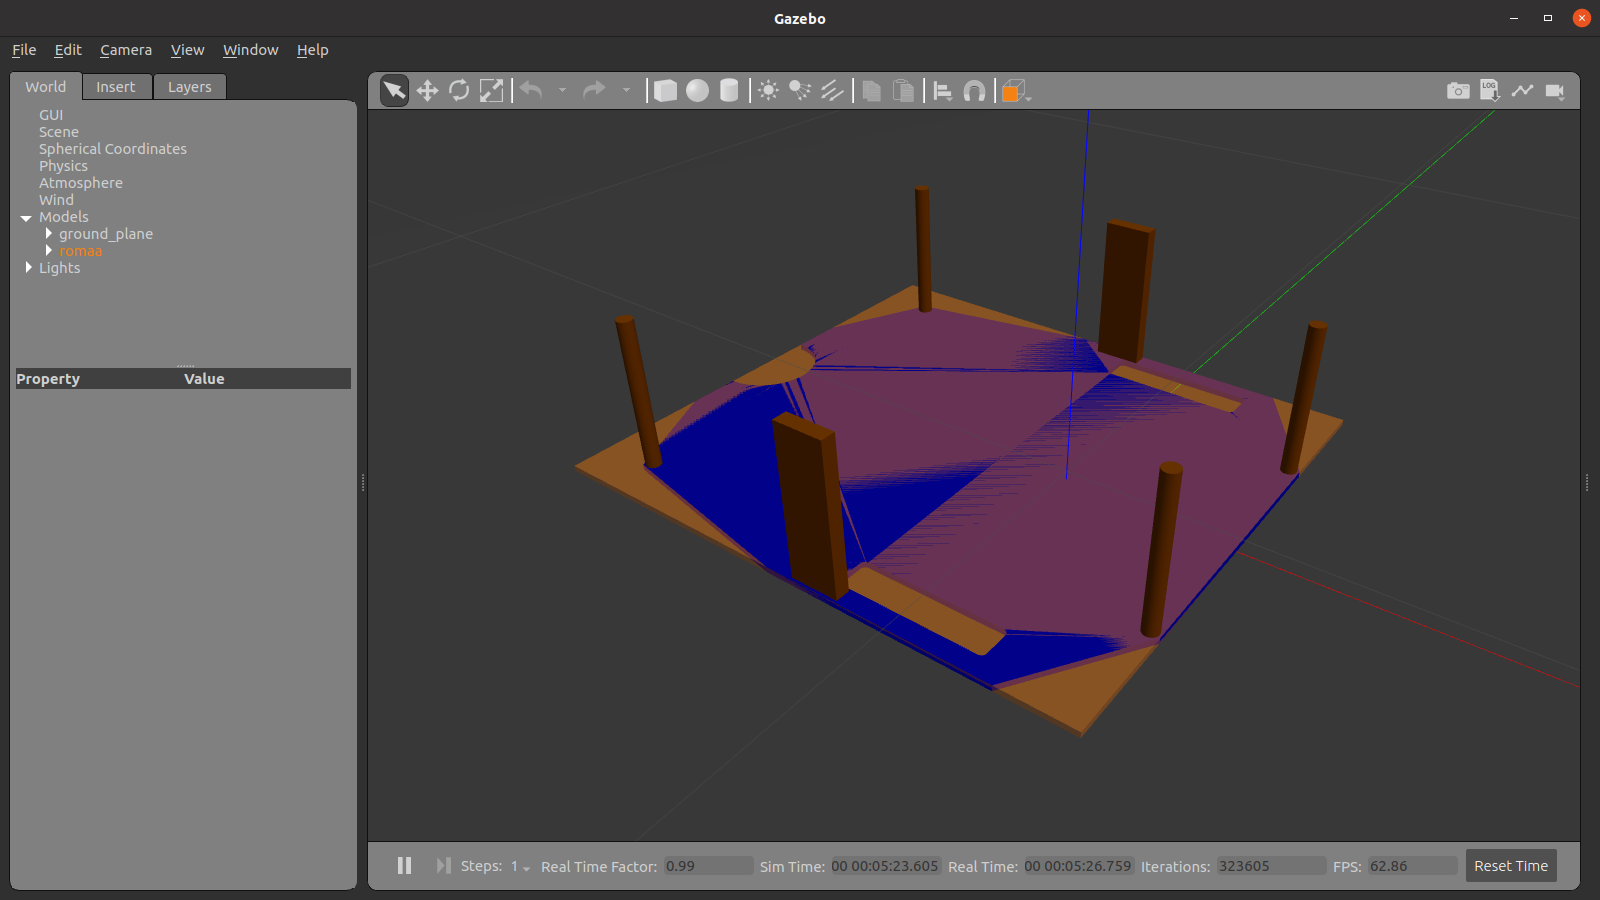 Gazebo
File Edit Camera View Window Help
World Insert Layers
GUI
Scene
Spherical Coordinates
Physics
Atmosphere
Wind
Models
ground_plane
romaa
Lights
Property Value
LOG
Steps: 1 Real Time Factor: 0.99 Sim Time: 00 00:05:23.605 Real Time: 00 00:05:26.759 Iterations: 323605 FPS: 62.86 Reset Time